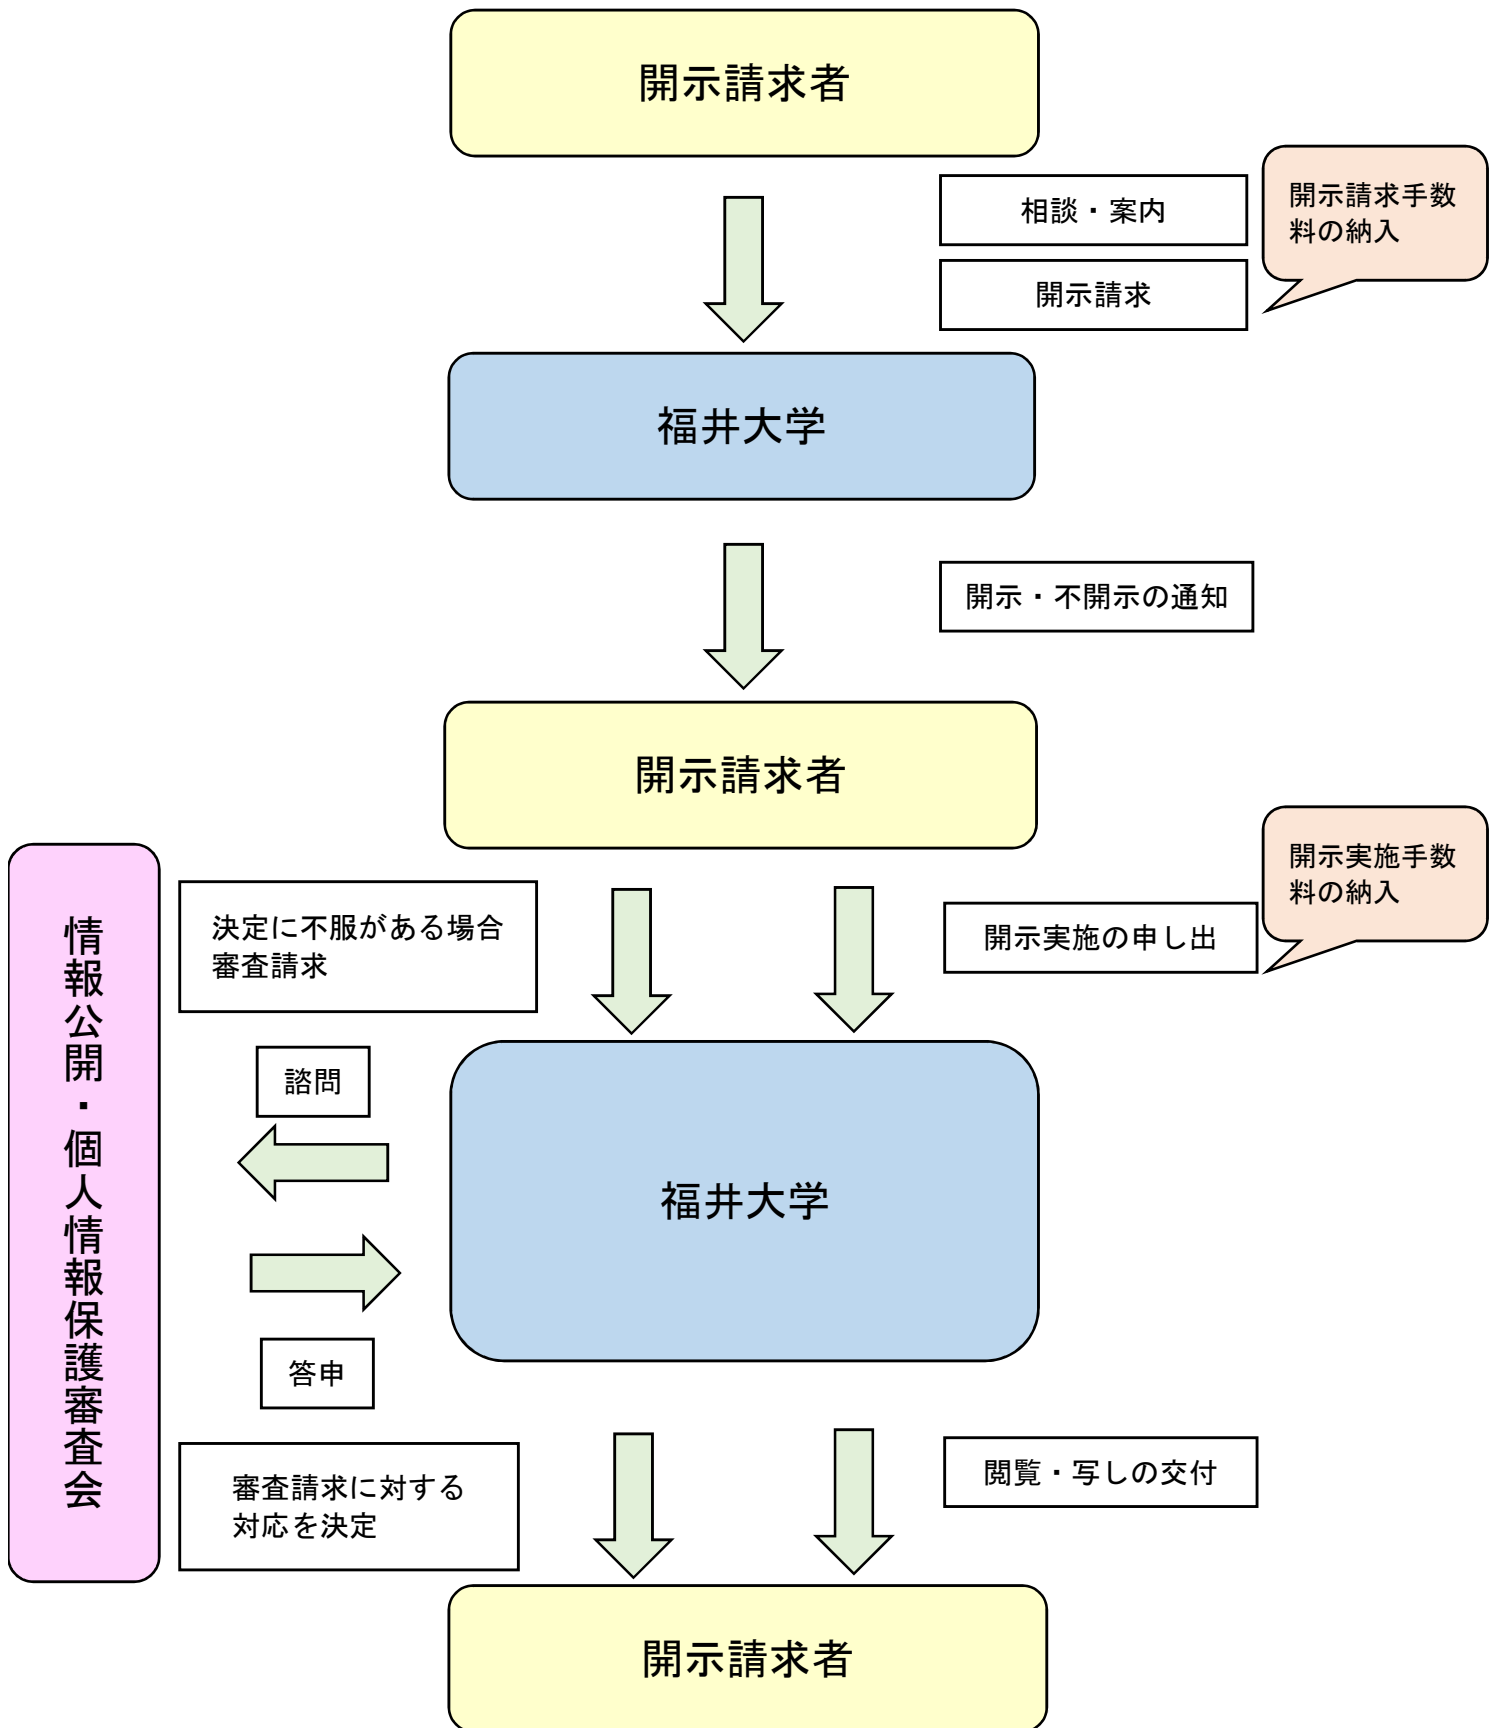 開示請求者
相談・案内
開示請求手数
料の納入
開示請求
福井大学
開示・不開示の通知
開示請求者
開示実施手数
料の納入
決定に不服がある場合
審査請求
開示実施の申し出
情報公開・個人情報保護審査会
諮問
福井大学
答申
審査請求に対する
対応を決定
閲覧・写しの交付
開示請求者